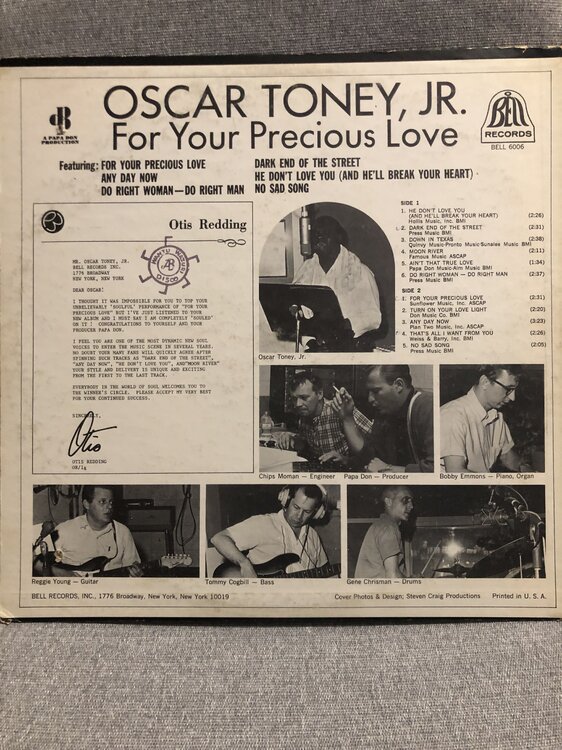 OSCAR TONEY, JR.
For Your Precious Love
A PAPA DON
PRODUCTION
BELL
RECORDS
BELL 6006
Featuring: FOR YOUR PRECIOUS LOVE
ANY DAY NOW
DO RIGHT WOMAN—DO RIGHT MAN
DARK END OF THE STREET
HE DON'T LOVE YOU (AND HE'LL BREAK YOUR HEART)
NO SAD SONG
Otis Redding
MR. OSCAR TONEY, JR.
BELL RECORDS INC.
1776 BROADWAY
NEW YORK, NEW YORK
DEAR OSCAR:
I THOUGHT IT WAS IMPOSSIBLE FOR YOU TO TOP YOUR
UNBELIEVABLY "SOULFUL" PERFORMANCE OF "FOR YOUR
PRECIOUS LOVE" BUT I'VE JUST LISTENED TO YOUR
NEW ALBUM AND I MUST SAY I AM COMPLETELY "SOULED"
ON IT ! CONGRATULATIONS TO YOURSELF AND YOUR
PRODUCER PAPA DON.
I FEEL YOU ARE ONE OF THE MOST DYNAMIC NEW SOUL
VOICES TO ENTER THE MUSIC SCENE IN SEVERAL YEARS.
NO DOUBT YOUR MANY FANS WILL QUICKLY AGREE AFTER
SPINNING SUCH TRACKS AS "DARK END OF THE STREET",
"ANY DAY NOW", "HE DON'T LOVE YOU", AND"MOON RIVER"
YOUR STYLE AND DELIVERY IS UNIQUE AND EXCITING
FROM THE FIRST TO THE LAST TRACK.
EVERYBODY IN THE WORLD OF SOUL WELCOMES YOU TO
THE WINNER'S CIRCLE. PLEASE ACCEPT MY VERY BEST
FOR YOUR CONTINUED SUCCESS.
SINCERELY,
Otis
OTIS REDDING
OR/lg
SIDE 1
1. HE DON'T LOVE YOU
(AND HE'LL BREAK YOUR HEART) (2:26)
Hollis Music, Inc. BMI
2. DARK END OF THE STREET (2:31)
Press Music BMI
3. DOWN IN TEXAS (2:38)
Quinvy Music-Pronto Music-Sunales Music BMI
4. MOON RIVER (2:11)
Famous Music ASCAP
5. AIN'T THAT TRUE LOVE (1:34)
Papa Don Music-Aim Music BMI
6. DO RIGHT WOMAN — DO RIGHT MAN (2:37)
Press Music BMI
SIDE 2
1. FOR YOUR PRECIOUS LOVE (2:31)
Sunflower Music, Inc. ASCAP
2. TURN ON YOUR LOVE LIGHT (2:20)
Don Music Co. BMI
3. ANY DAY NOW (3:23)
Plan Two Music, Inc. ASCAP
4. THAT'S ALL I WANT FROM YOU (2:26)
Weiss & Barry, Inc. BMI
5. NO SAD SONG (2:05)
Press Music BMI
Oscar Toney, Jr.
Chips Moman — Engineer
Papa Don — Producer
Bobby Emmons — Piano, Organ
Reggie Young — Guitar
Tommy Cogbill — Bass
Gene Chrisman — Drums
BELL RECORDS, INC., 1776 Broadway, New York, New York 10019
Cover Photos & Design; Steven Craig Productions
Printed in U. S. A.